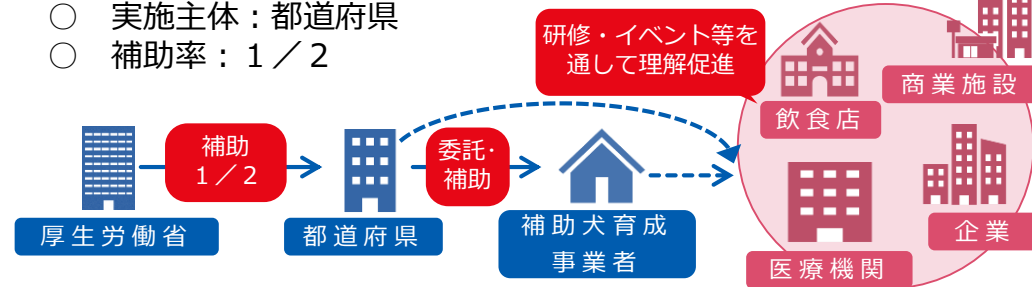 ○ 実施主体：都道府県
○ 補助率：１／２
研修・イベント等を
通して理解促進
商業施設
飲食店
補助
１／２
委託・
補助
厚生労働省
都道府県
補助犬育成
事業者
企業
医療機関